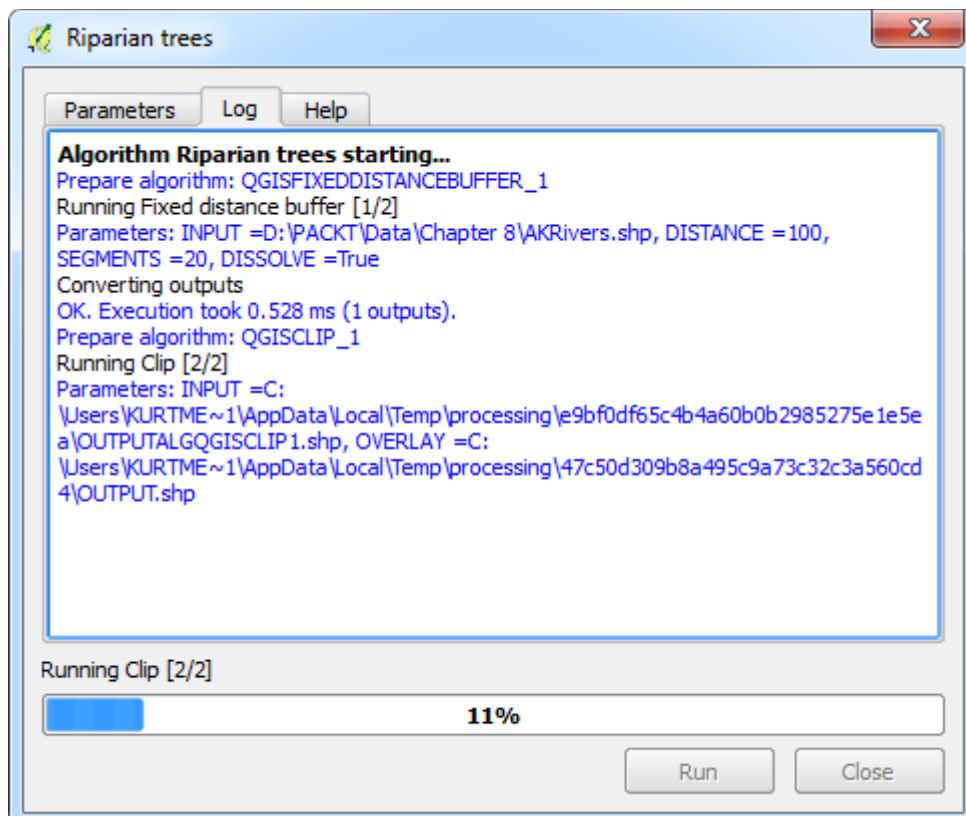 Riparian trees
Parameters Log Help
Algorithm Riparian trees starting...
Prepare algorithm: QGISFIXEDDISTANCEBUFFER_1
Running Fixed distance buffer [1/2]
Parameters: INPUT =D:\PACKT\Data\Chapter 8\AKRivers.shp, DISTANCE =100,
SEGMENTS =20, DISSOLVE =True
Converting outputs
OK. Execution took 0.528 ms (1 outputs).
Prepare algorithm: QGISCLIP_1
Running Clip [2/2]
Parameters: INPUT =C:
\Users\KURTME~1\AppData\Local\Temp\processing\e9bf0df65c4b4a60b0b2985275e1e5e
a\OUTPUTALGQGISCLIP1.shp, OVERLAY =C:
\Users\KURTME~1\AppData\Local\Temp\processing\47c50d309b8a495c9a73c32c3a560cd
4\OUTPUT.shp
Running Clip [2/2]
11%
Run Close